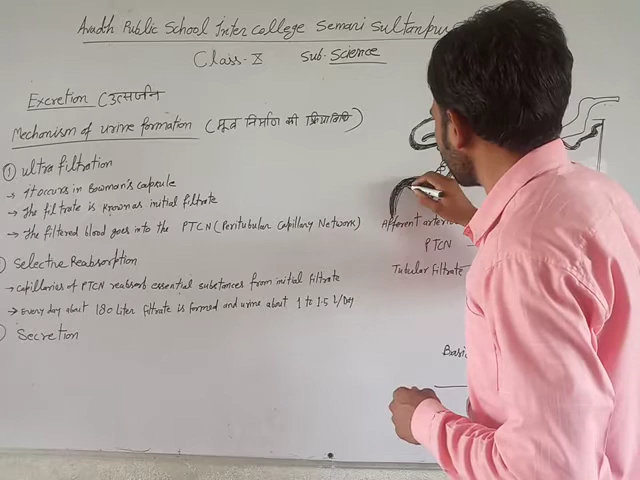 Avadh Public School Inter College Semari Sultanpur
Class-X Sub. Science
Excretion (उत्सर्जन
Mechanism of urine formation (मूत्र निर्माण की क्रियाविधि)
① ultra filtration
→ It occurs in Bowman's capsule
→ The filtrate is known as initial filtrate
→ The filtered blood goes into the PTCN (Peritubular Capillary Network)
Selective Reabsorption
→ Capillaries of PTCN reabsorb essential substances from initial filtrate
→ Every day about 180 liter filtrate is formed and urine about 1 to 1.5 L/Day
Secretion
Afferent
PTCN
Tubular Filtrate